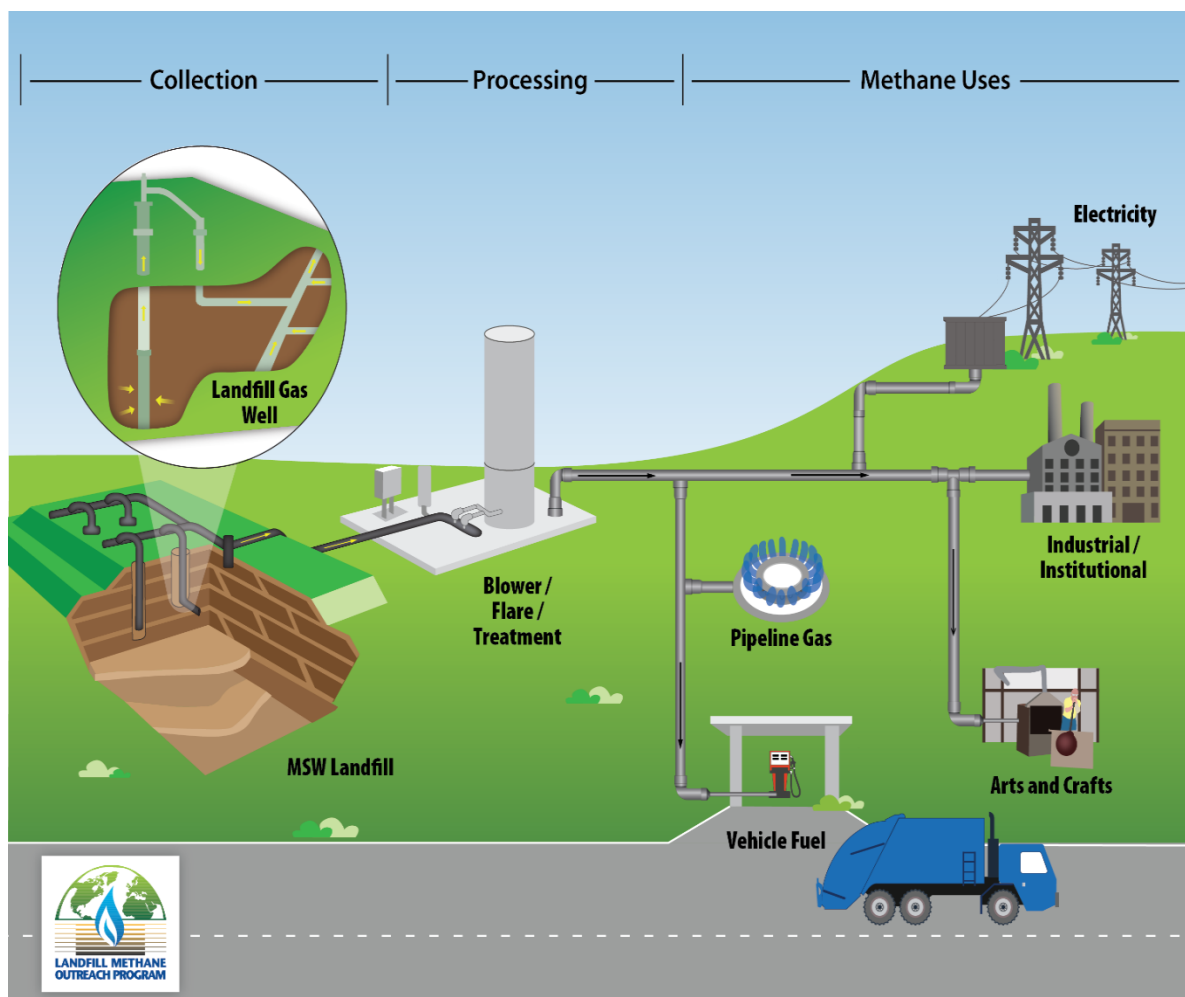 Collection
Processing
Methane Uses
Electricity
Landfill Gas
Well
Industrial /
Institutional
Blower /
Flare /
Treatment
Pipeline Gas
MSW Landfill
Arts and Crafts
Vehicle Fuel
LANDFILL METHANE
OUTREACH PROGRAM